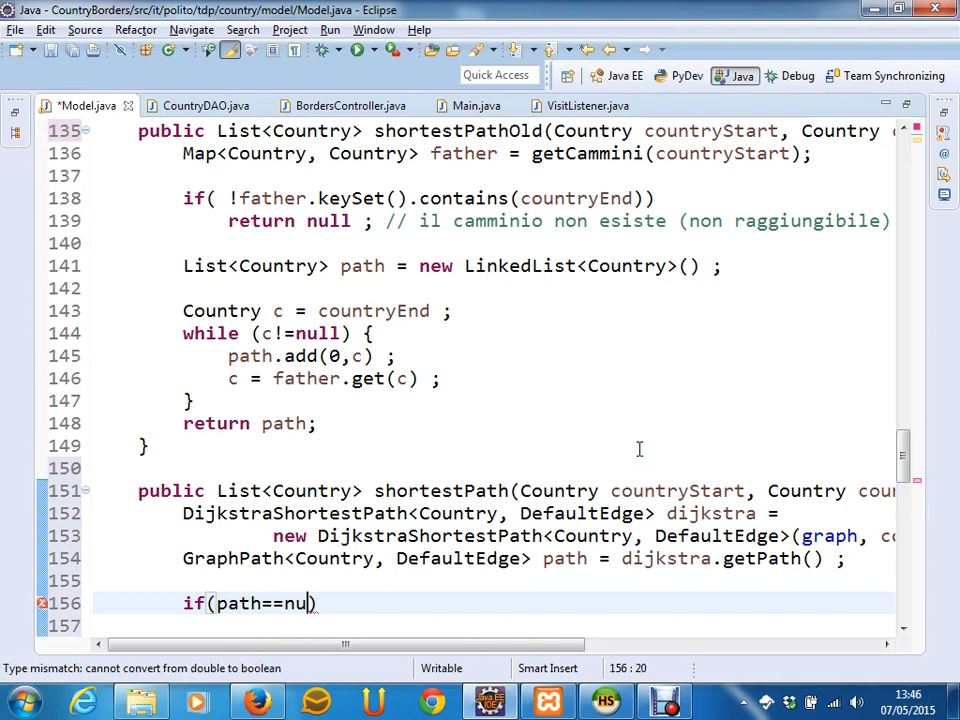 Java - CountryBorders/src/it/polito/tdp/country/model/Model.java - Eclipse
File Edit Source Refactor Navigate Search Project Run Window Help
Quick Access Java EE PyDev Java Debug Team Synchronizing
*Model.java CountryDAO.java BordersController.java Main.java VisitListener.java
135 public List<Country> shortestPathOld(Country countryStart, Country c
136 Map<Country, Country> father = getCammini(countryStart);
137
138 if( !father.keySet().contains(countryEnd))
139 return null ; // il camminio non esiste (non raggiungibile)
140
141 List<Country> path = new LinkedList<Country>() ;
142
143 Country c = countryEnd ;
144 while (c!=null) {
145 path.add(0,c) ;
146 c = father.get(c) ;
147 }
148 return path;
149 }
150
151 public List<Country> shortestPath(Country countryStart, Country cou
152 DijkstraShortestPath<Country, DefaultEdge> dijkstra =
153 new DijkstraShortestPath<Country, DefaultEdge>(graph, co
154 GraphPath<Country, DefaultEdge> path = dijkstra.getPath() ;
155
156 if(path==nu)
157
Type mismatch: cannot convert from double to boolean Writable Smart Insert 156 : 20
13:46
07/05/2015